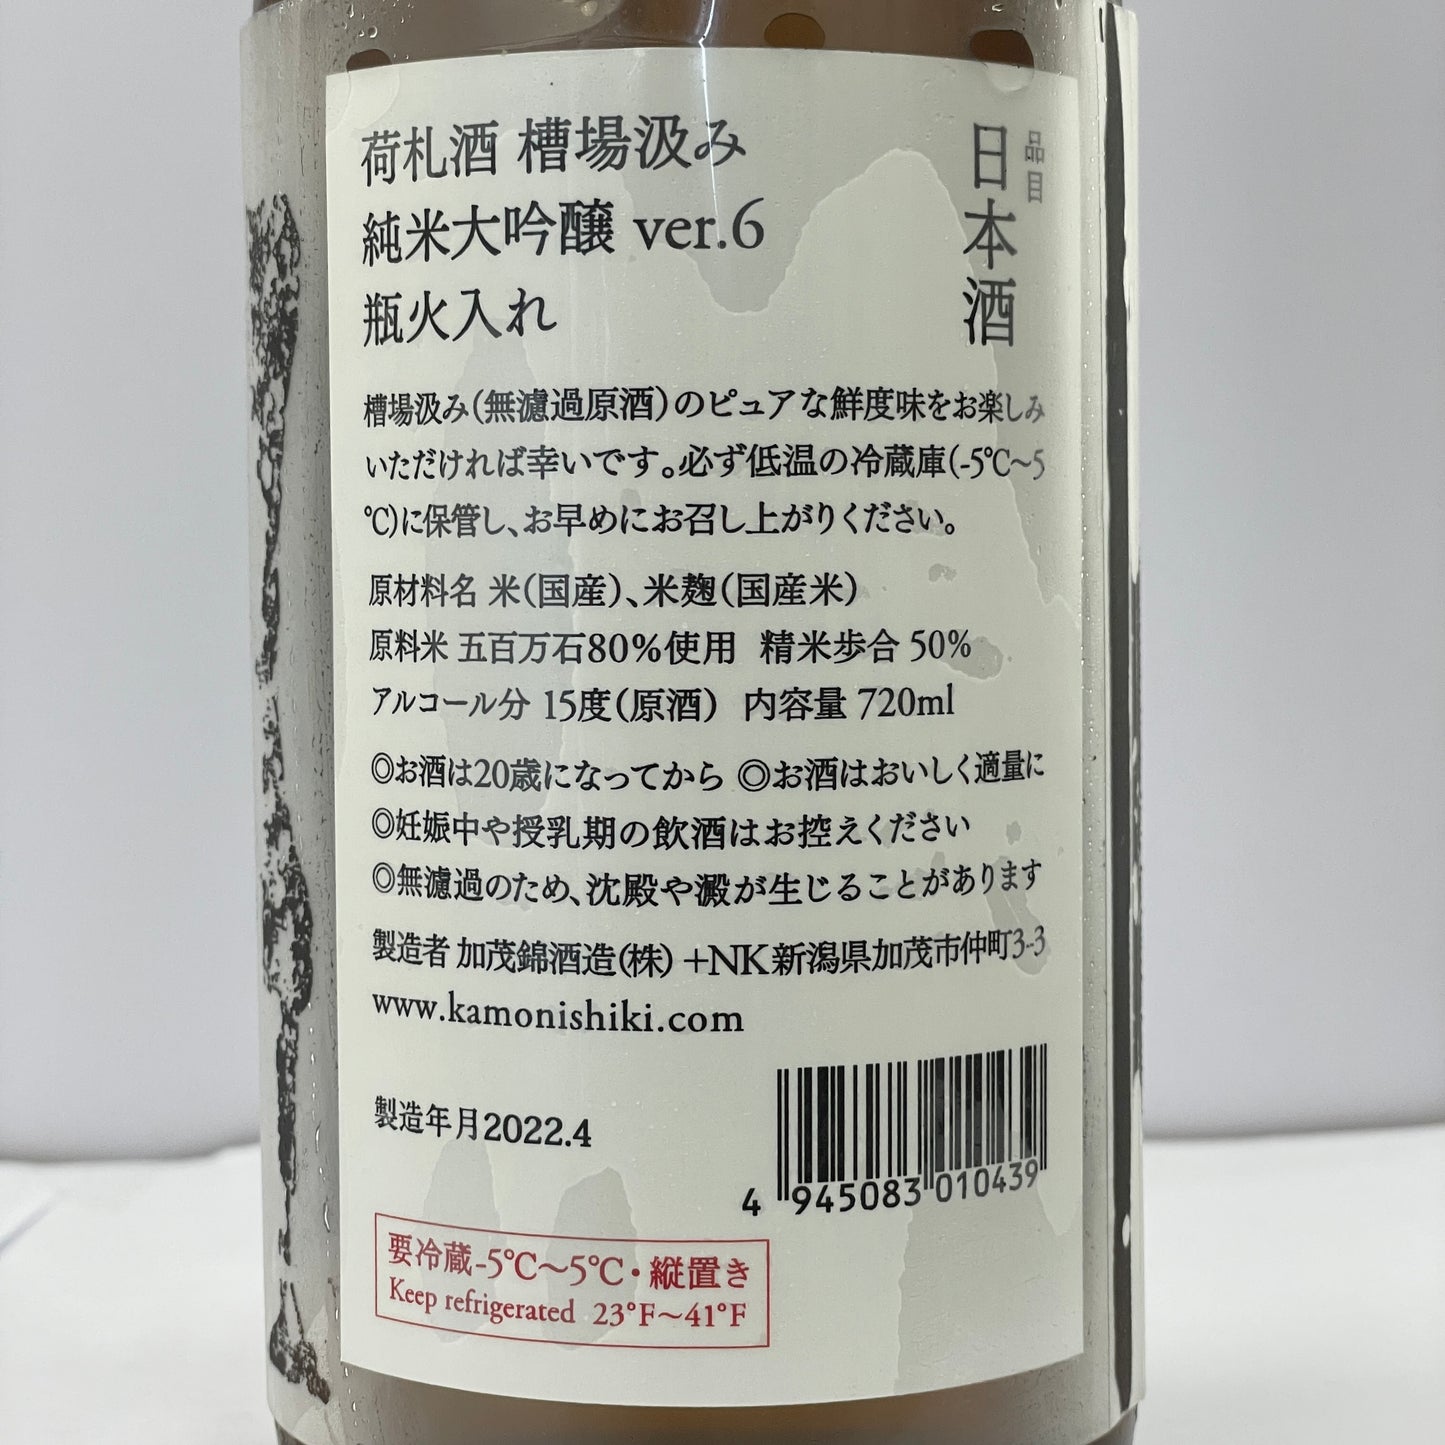 荷札酒 槽場汲み
純米大吟醸 ver.6
瓶火入れ
品目
日本酒
槽場汲み(無濾過原酒)のピュアな鮮度味をお楽しみ
いただければ幸いです。必ず低温の冷蔵庫(-5℃～5
℃)に保管し、お早めにお召し上がりください。
原材料名 米(国産)、米麹(国産米)
原料米 五百万石80%使用 精米歩合 50%
アルコール分 15度(原酒) 内容量 720ml
◎お酒は20歳になってから ◎お酒はおいしく適量に
◎妊娠中や授乳期の飲酒はお控えください
◎無濾過のため、沈殿や澱が生じることがあります
製造者 加茂錦酒造(株) +NK新潟県加茂市仲町3-3
www.kamonishiki.com
製造年月2022.4
4 945083 010439
要冷蔵-5℃～5℃・縦置き
Keep refrigerated 23°F～41°F